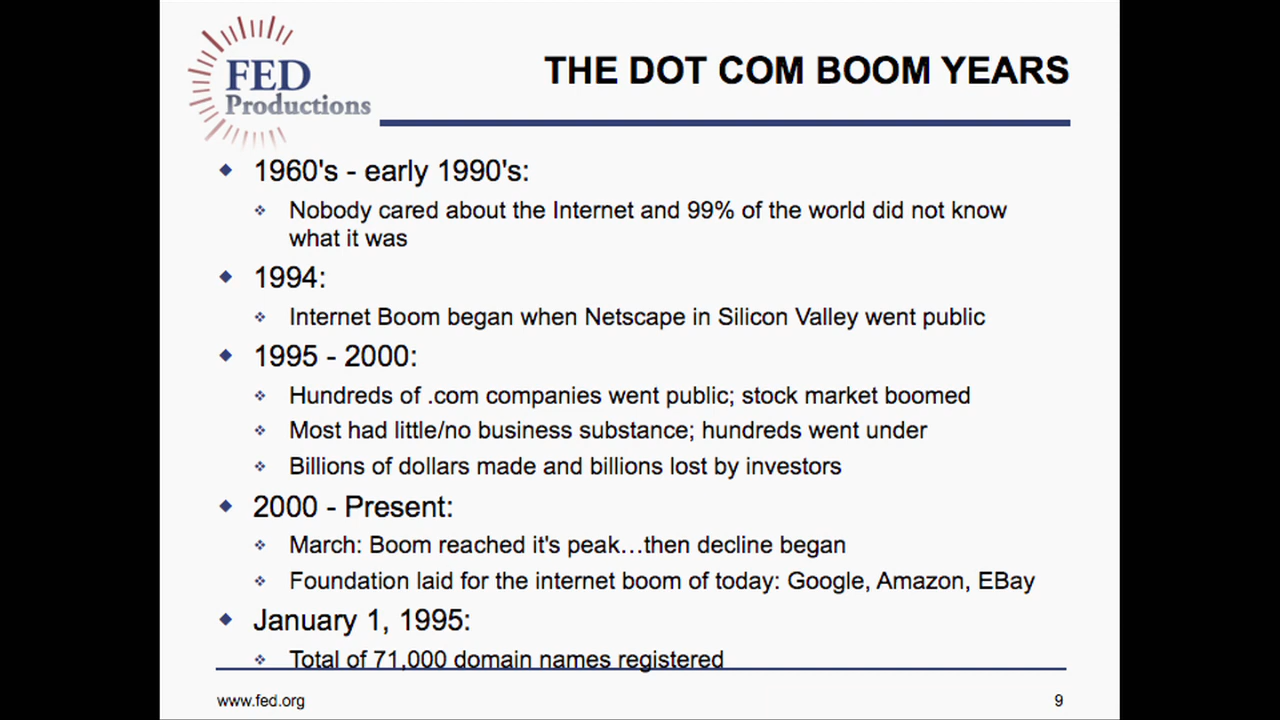 FED
Productions
THE DOT COM BOOM YEARS
1960's - early 1990's:
Nobody cared about the Internet and 99% of the world did not know
what it was
1994:
Internet Boom began when Netscape in Silicon Valley went public
1995 - 2000:
Hundreds of .com companies went public; stock market boomed
Most had little/no business substance; hundreds went under
Billions of dollars made and billions lost by investors
2000 - Present:
March: Boom reached it's peak…then decline began
Foundation laid for the internet boom of today: Google, Amazon, EBay
January 1, 1995:
Total of 71,000 domain names registered
www.fed.org
9